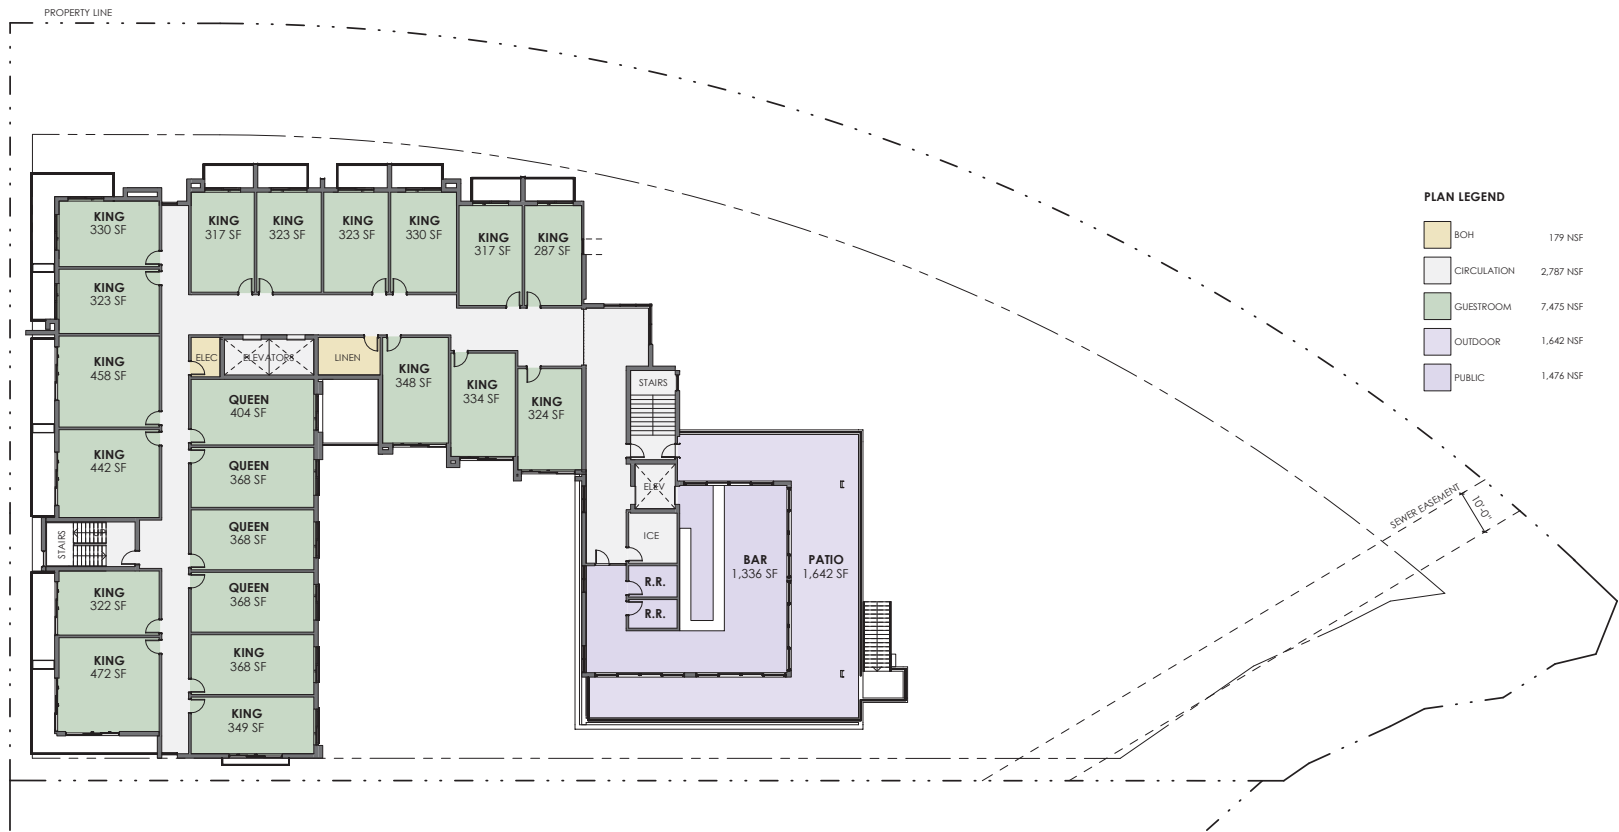 PROPERTY LINE
KING
330 SF
KING
317 SF
KING
323 SF
KING
323 SF
KING
330 SF
KING
317 SF
KING
287 SF
KING
323 SF
KING
458 SF
KING
442 SF
STAIRS
UP
KING
322 SF
KING
472 SF
ELEC
ELEVATORS
LINEN
QUEEN
404 SF
QUEEN
368 SF
QUEEN
368 SF
QUEEN
368 SF
KING
368 SF
KING
349 SF
KING
348 SF
KING
334 SF
KING
324 SF
STAIRS
ELEV
ICE
R.R.
R.R.
BAR
1,336 SF
PATIO
1,642 SF
SEWER EASEMENT
10'-0"
PLAN LEGEND
BOH 179 NSF
CIRCULATION 2,787 NSF
GUESTROOM 7,475 NSF
OUTDOOR 1,642 NSF
PUBLIC 1,476 NSF